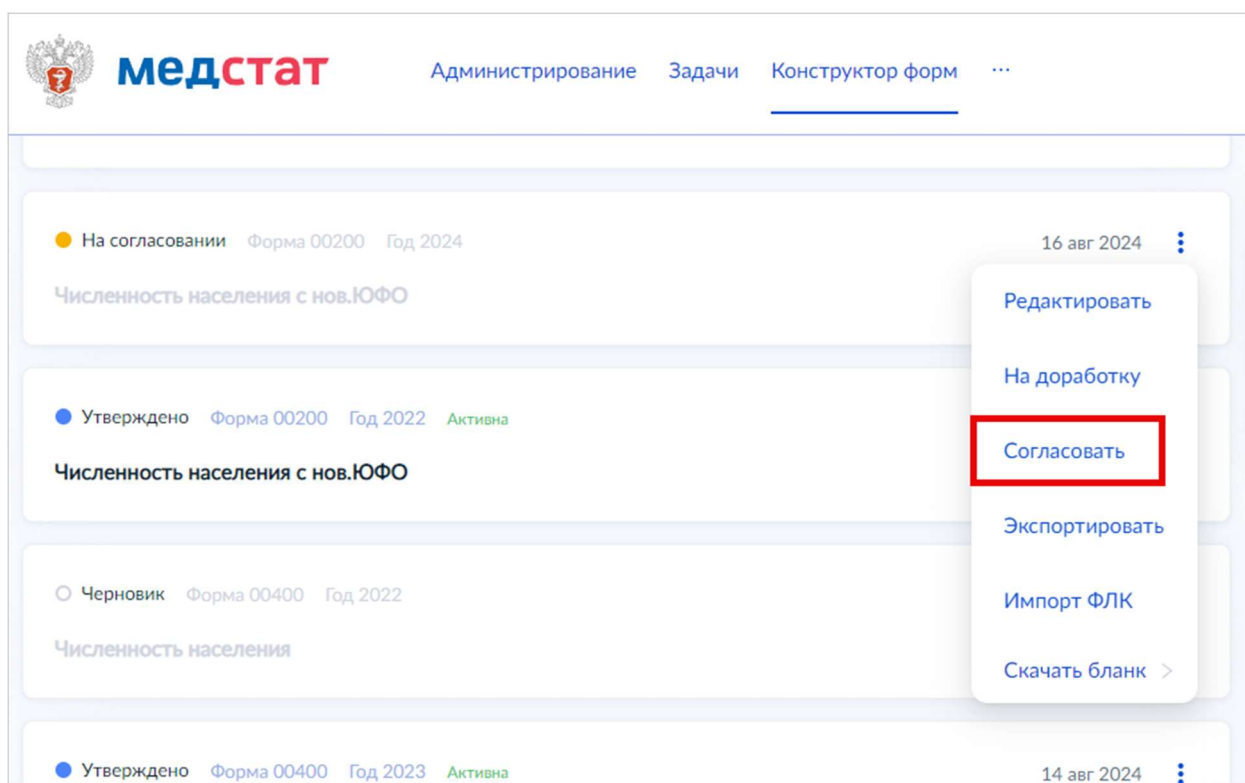 медстат Администрирование Задачи Конструктор форм ...
На согласовании Форма 00200 Год 2024 16 авг 2024
Численность населения с нов.ЮФО
Редактировать
На доработку
Утверждено Форма 00200 Год 2022 Активна
Согласовать
Численность населения с нов.ЮФО
Экспортировать
Черновик Форма 00400 Год 2022
Импорт ФЛК
Численность населения
Скачать бланк >
Утверждено Форма 00400 Год 2023 Активна 14 авг 2024